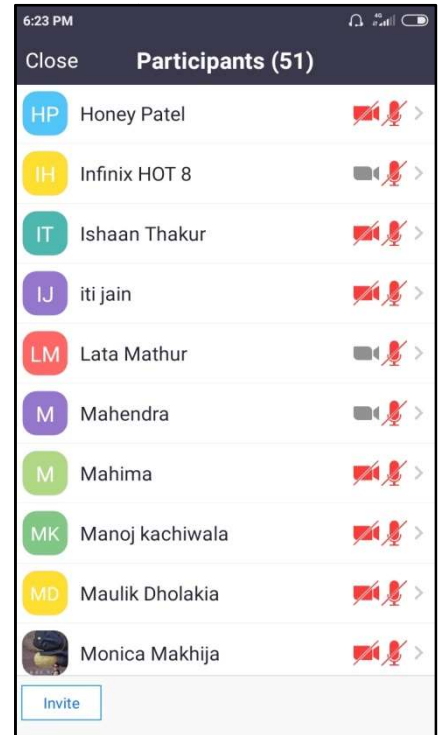 6:23 PM 4G
Close Participants (51)
HP Honey Patel
IH Infinix HOT 8
IT Ishaan Thakur
IJ iti jain
LM Lata Mathur
M Mahendra
M Mahima
MK Manoj kachiwala
MD Maulik Dholakia
Monica Makhija
Invite